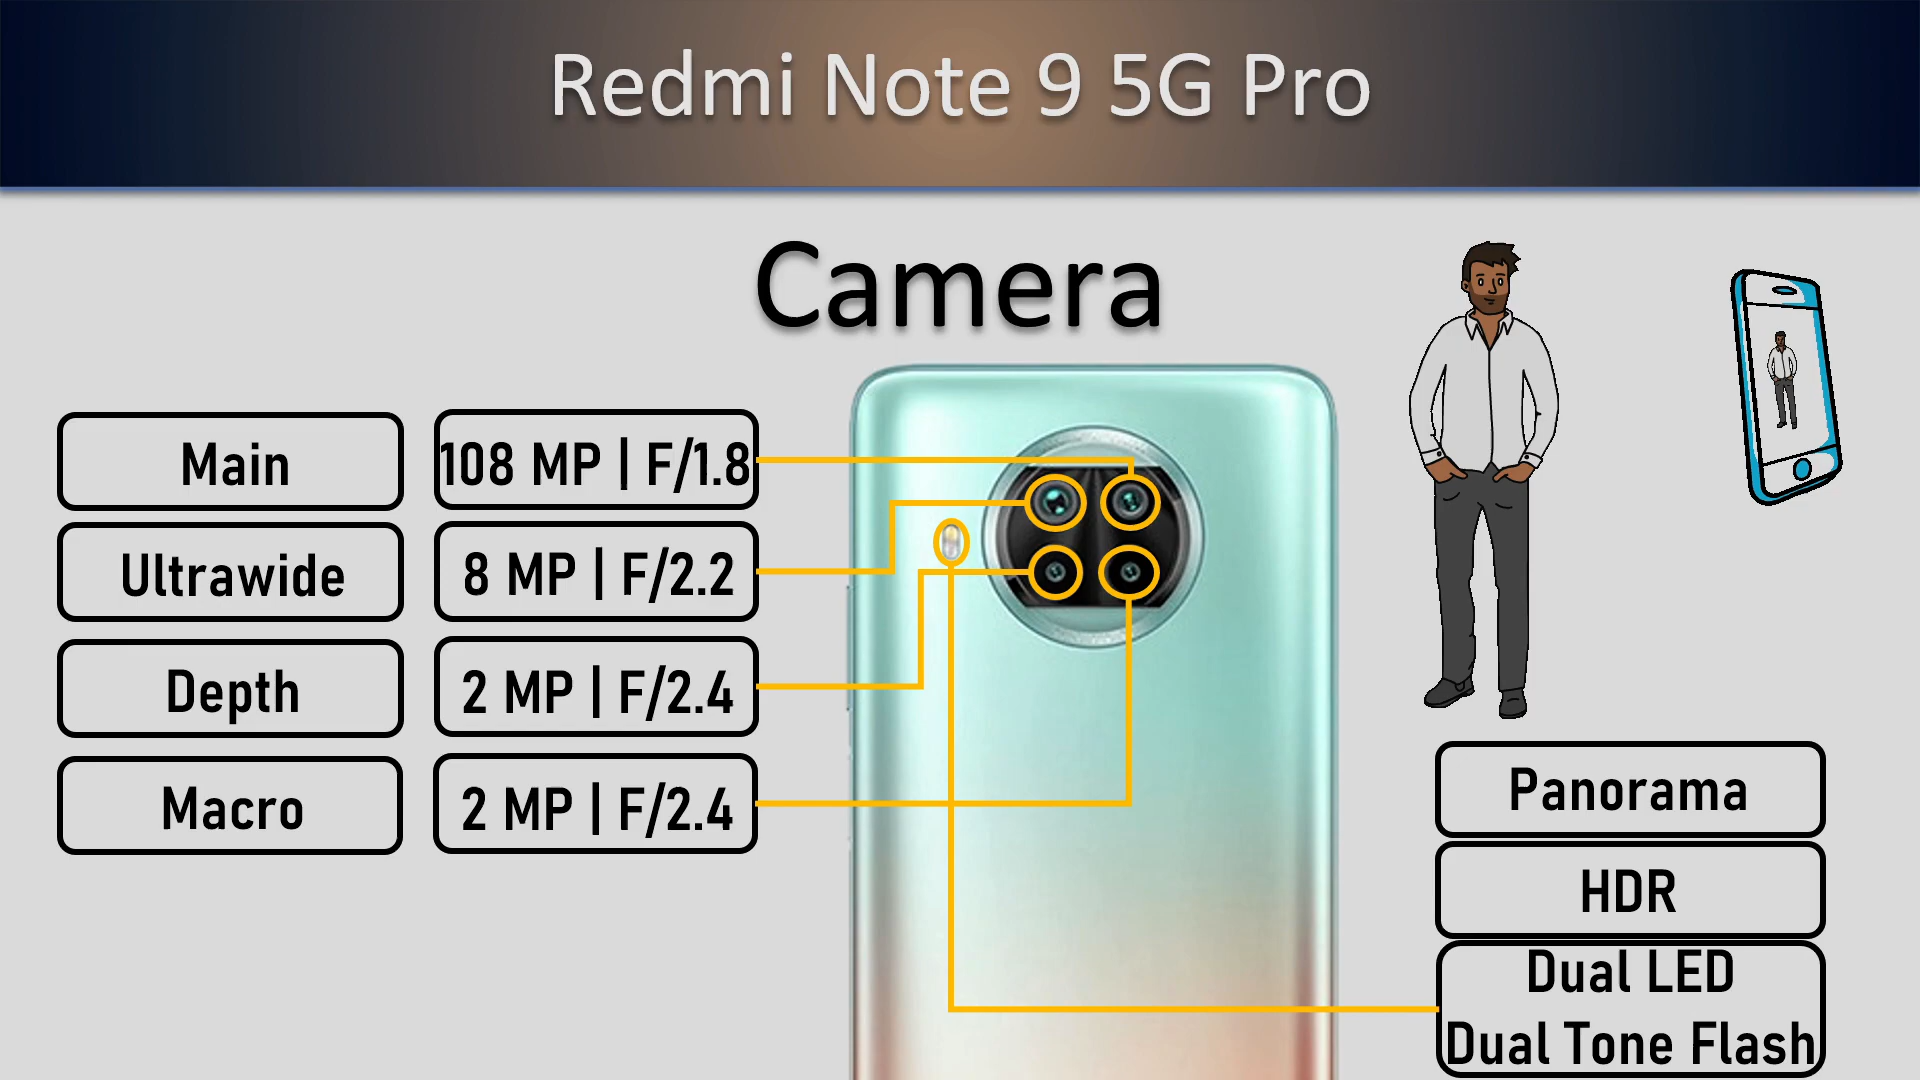 Redmi Note 9 5G Pro
Camera
Main
108 MP | F/1.8
Ultrawide
8 MP | F/2.2
Depth
2 MP | F/2.4
Macro
2 MP | F/2.4
Panorama
HDR
Dual LED
Dual Tone Flash